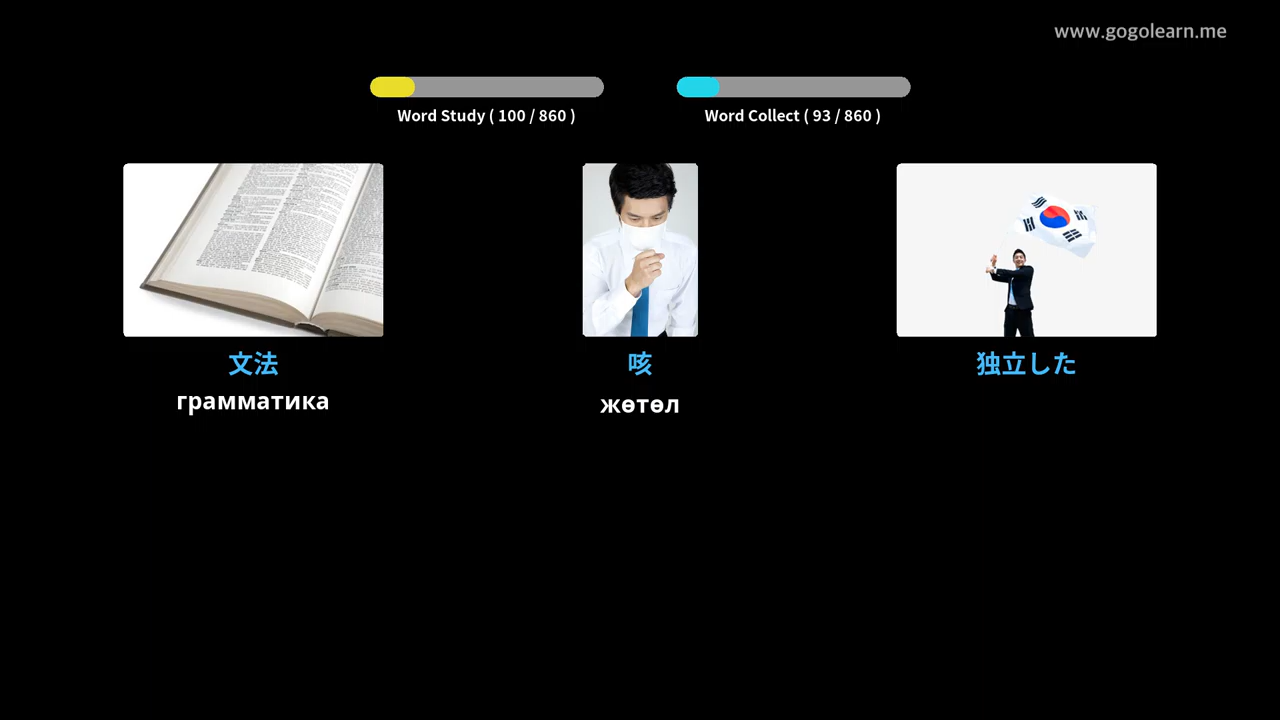 www.gogolearn.me
Word Study ( 100 / 860 )
Word Collect ( 93 / 860 )
文法
咳
独立した
грамматика
жөтөл